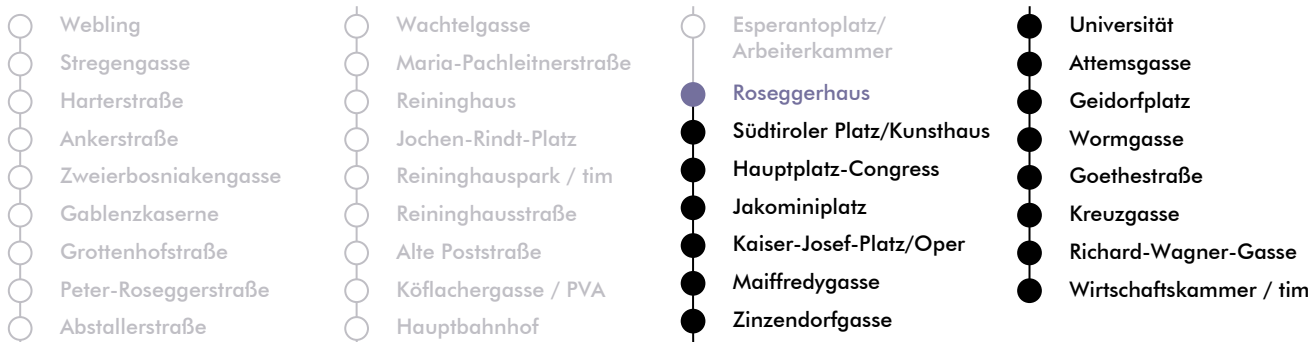 Webling
Stregengasse
Harterstraße
Ankerstraße
Zweierbosniakengasse
Gablenzkaserne
Grottenhofstraße
Peter-Roseggerstraße
Abstallerstraße
Wachtelgasse
Maria-Pachleitnerstraße
Reininghaus
Jochen-Rindt-Platz
Reininghauspark / tim
Reininghausstraße
Alte Poststraße
Köflachergasse / PVA
Hauptbahnhof
Esperantoplatz/
Arbeiterkammer
Roseggerhaus
Südtiroler Platz/Kunsthaus
Hauptplatz-Congress
Jakominiplatz
Kaiser-Josef-Platz/Oper
Maiffredygasse
Zinzendorfgasse
Universität
Attemsgasse
Geidorfplatz
Wormgasse
Goethestraße
Kreuzgasse
Richard-Wagner-Gasse
Wirtschaftskammer / tim